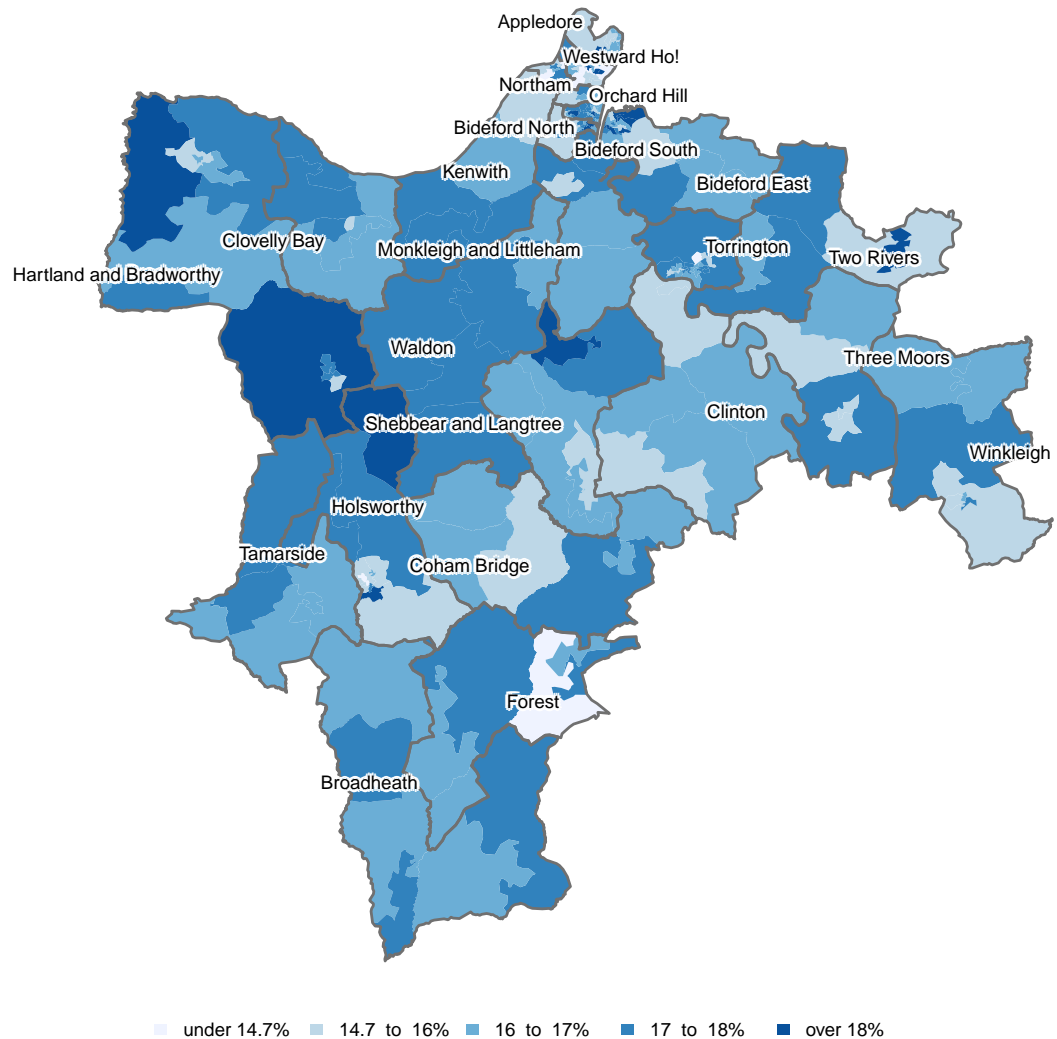 Appledore
Westward Ho!
Northam
Orchard Hill
Bideford North
Bideford South
Kenwith
Bideford East
Clovelly Bay
Monkleigh and Littleham
Torrington
Two Rivers
Hartland and Bradworthy
Waldon
Three Moors
Clinton
Shebbear and Langtree
Winkleigh
Holsworthy
Tamarside
Coham Bridge
Forest
Broadheath
under 14.7% 14.7 to 16% 16 to 17% 17 to 18% over 18%